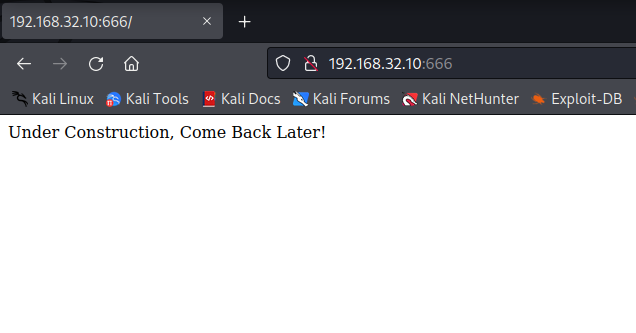 192.168.32.10:666/
192.168.32.10:666
Kali Linux Kali Tools Kali Docs Kali Forums Kali NetHunter Exploit-DB
Under Construction, Come Back Later!